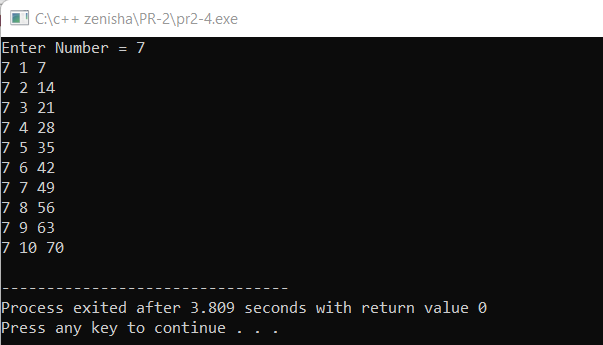 C:\c++ zenisha\PR-2\pr2-4.exe
Enter Number = 7
7 1 7
7 2 14
7 3 21
7 4 28
7 5 35
7 6 42
7 7 49
7 8 56
7 9 63
7 10 70
--------------------------------
Process exited after 3.809 seconds with return value 0
Press any key to continue . . .